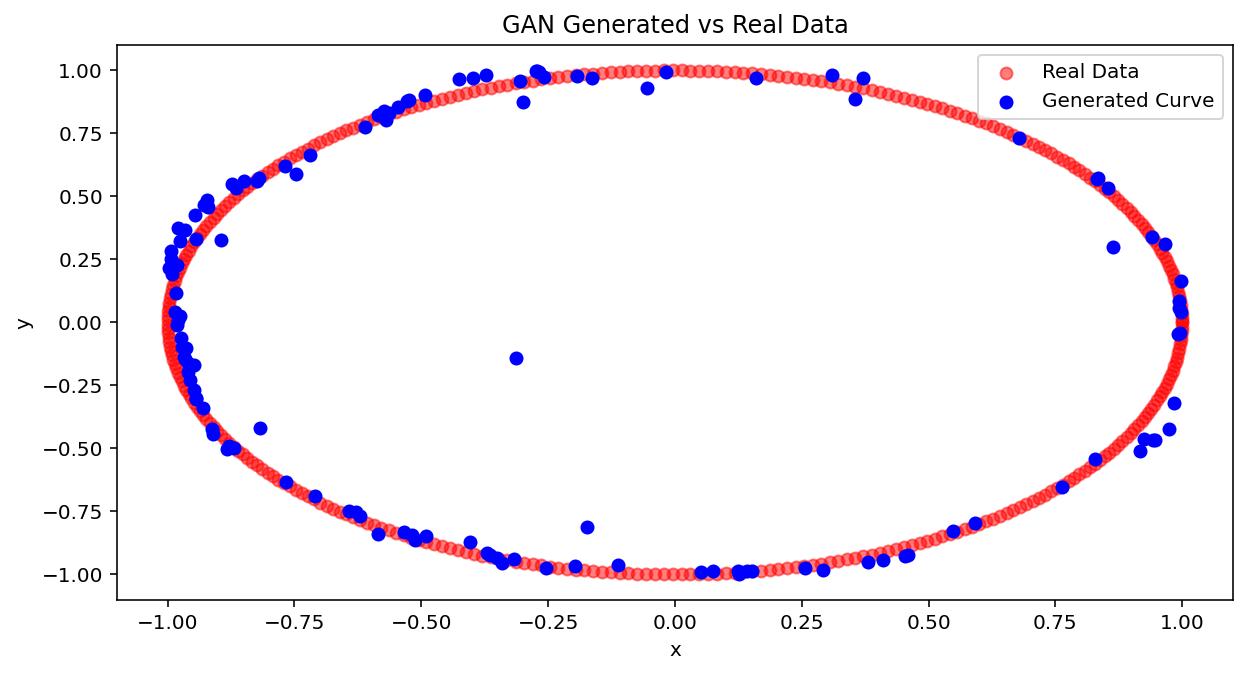 GAN Generated vs Real Data
Real Data
Generated Curve
1.00
0.75
0.50
0.25
0.00
−0.25
−0.50
−0.75
−1.00
y
−1.00 −0.75 −0.50 −0.25 0.00 0.25 0.50 0.75 1.00
x